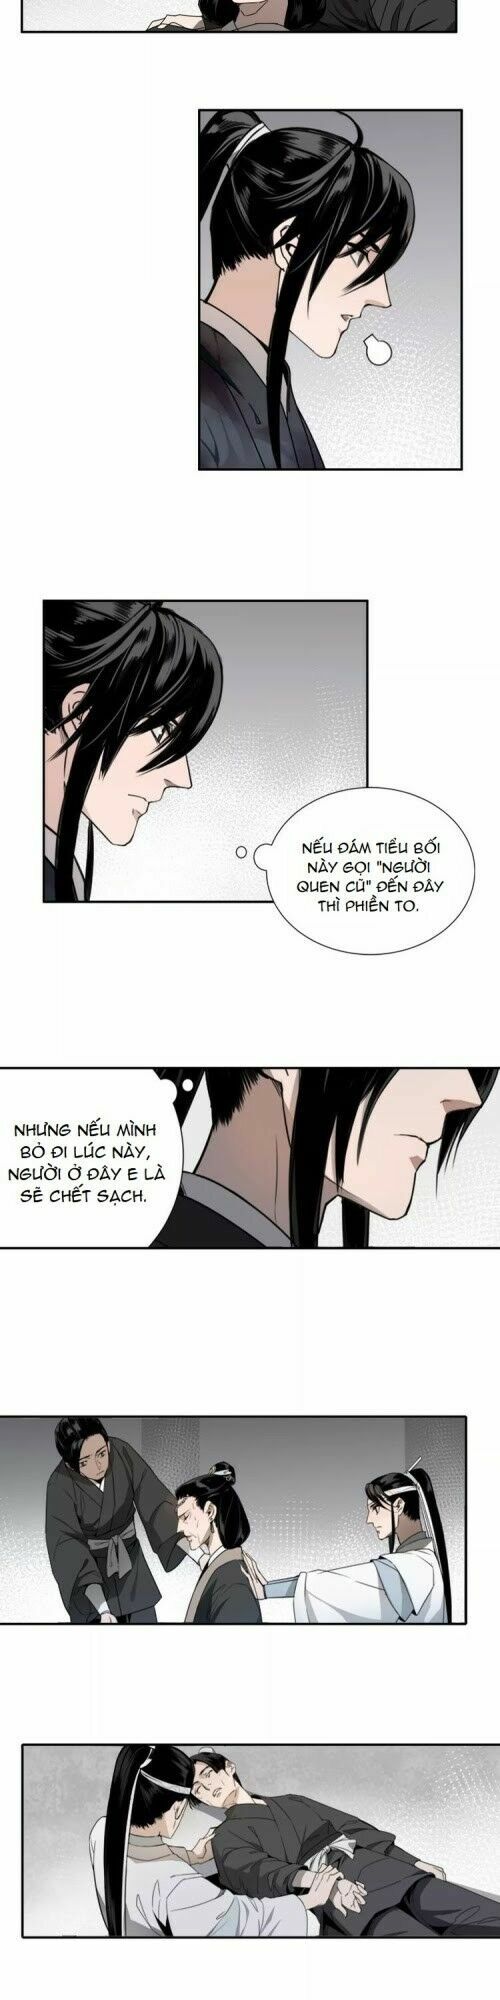 NẾU ĐÁM TIỂU BỐI
NÀY GỌI "NGƯỜI
QUEN CŨ" ĐẾN ĐÂY
THÌ PHIỀN TO.
NHƯNG NẾU MÌNH
BỎ ĐI LÚC NÀY,
NGƯỜI Ở ĐÂY E LÀ
SẼ CHẾT SẠCH.